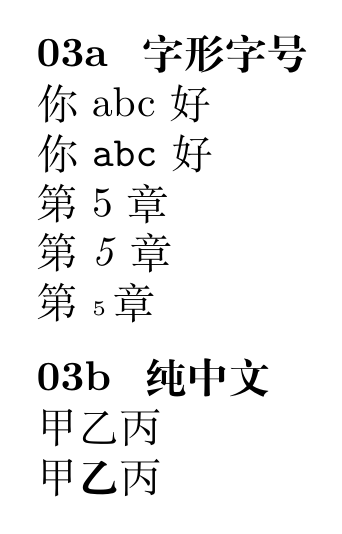 03a 字形字号
你 abc 好
你 abc 好
第 5 章
第 5 章
第 5 章
03b 纯中文
甲乙丙
甲乙丙